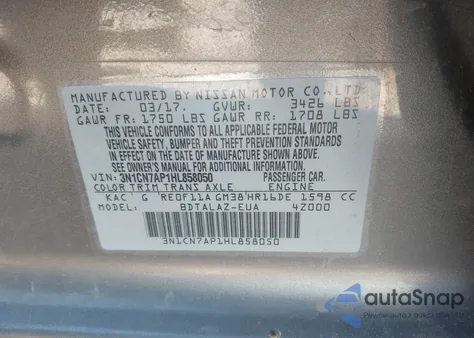 MANUFACTURED BY NISSAN MOTOR CO., LTD.
DATE: 03/17. GVWR: 3426 LBS
GAWR FR: 1750 LBS GAWR RR: 1708 LBS
THIS VEHICLE CONFORMS TO ALL APPLICABLE FEDERAL MOTOR
VEHICLE SAFETY, BUMPER AND THEFT PREVENTION STANDARDS
IN EFFECT ON THE DATE OF MANUFACTURE SHOWN ABOVE.
SEE OWNER'S MANUAL FOR ADDITIONAL INFORMATION.
VIN: 3N1CN7AP1HL858050 PASSENGER CAR.
COLOR TRIM TRANS AXLE ENGINE
KAC G RE0F11A GM38 HR16DE 1598 CC
MODEL: BDTALAZ-EUA 42000
3N1CN7AP1HL858050
autoSnap